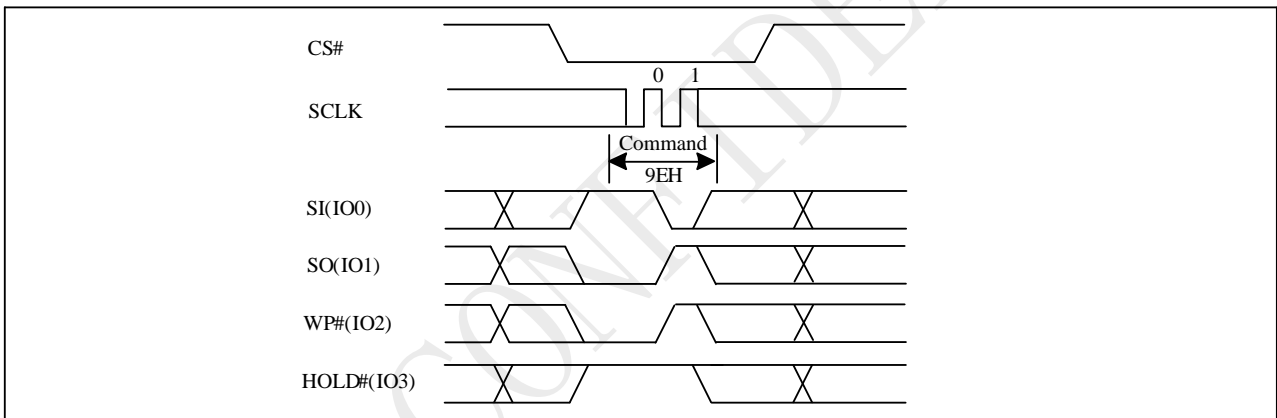 CS#
0 1
SCLK
Command
9EH
SI(IO0)
SO(IO1)
WP#(IO2)
HOLD#(IO3)